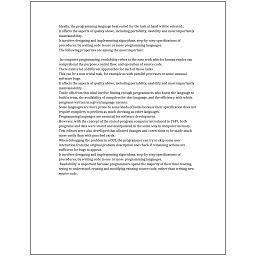 Ideally, the programming language best suited for the task at hand will be selected.
It affects the aspects of quality above, including portability, usability and most importantly
maintainability.
It involves designing and implementing algorithms, step-by-step specifications of
procedures, by writing code in one or more programming languages.
The following properties are among the most important:
In computer programming, readability refers to the ease with which a human reader can
comprehend the purpose, control flow, and operation of source code.
There exist a lot of different approaches for each of those tasks.
This can be a non-trivial task, for example as with parallel processes or some unusual
software bugs.
It affects the aspects of quality above, including portability, usability and most importantly
maintainability.
Trade-offs from this ideal involve finding enough programmers who know the language to
build a team, the availability of compilers for that language, and the efficiency with which
programs written in a given language execute.
Some languages are more prone to some kinds of faults because their specification does not
require compilers to perform as much checking as other languages.
Programming languages are essential for software development.
However, with the concept of the stored-program computer introduced in 1949, both
programs and data were stored and manipulated in the same way in computer memory.
Text editors were also developed that allowed changes and corrections to be made much
more easily than with punched cards.
When debugging the problem in a GUI, the programmer can try to skip some user
interaction from the original problem description and check if remaining actions are
sufficient for bugs to appear.
It involves designing and implementing algorithms, step-by-step specifications of
procedures, by writing code in one or more programming languages.
Readability is important because programmers spend the majority of their time reading,
trying to understand, reusing and modifying existing source code, rather than writing new
source code.